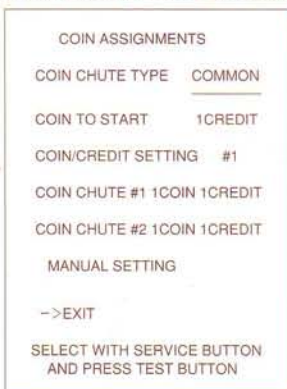 COIN ASSIGNMENTS
COIN CHUTE TYPE COMMON
COIN TO START 1CREDIT
COIN/CREDIT SETTING #1
COIN CHUTE #1 1COIN 1CREDIT
COIN CHUTE #2 1COIN 1CREDIT
MANUAL SETTING
->EXIT
SELECT WITH SERVICE BUTTON
AND PRESS TEST BUTTON